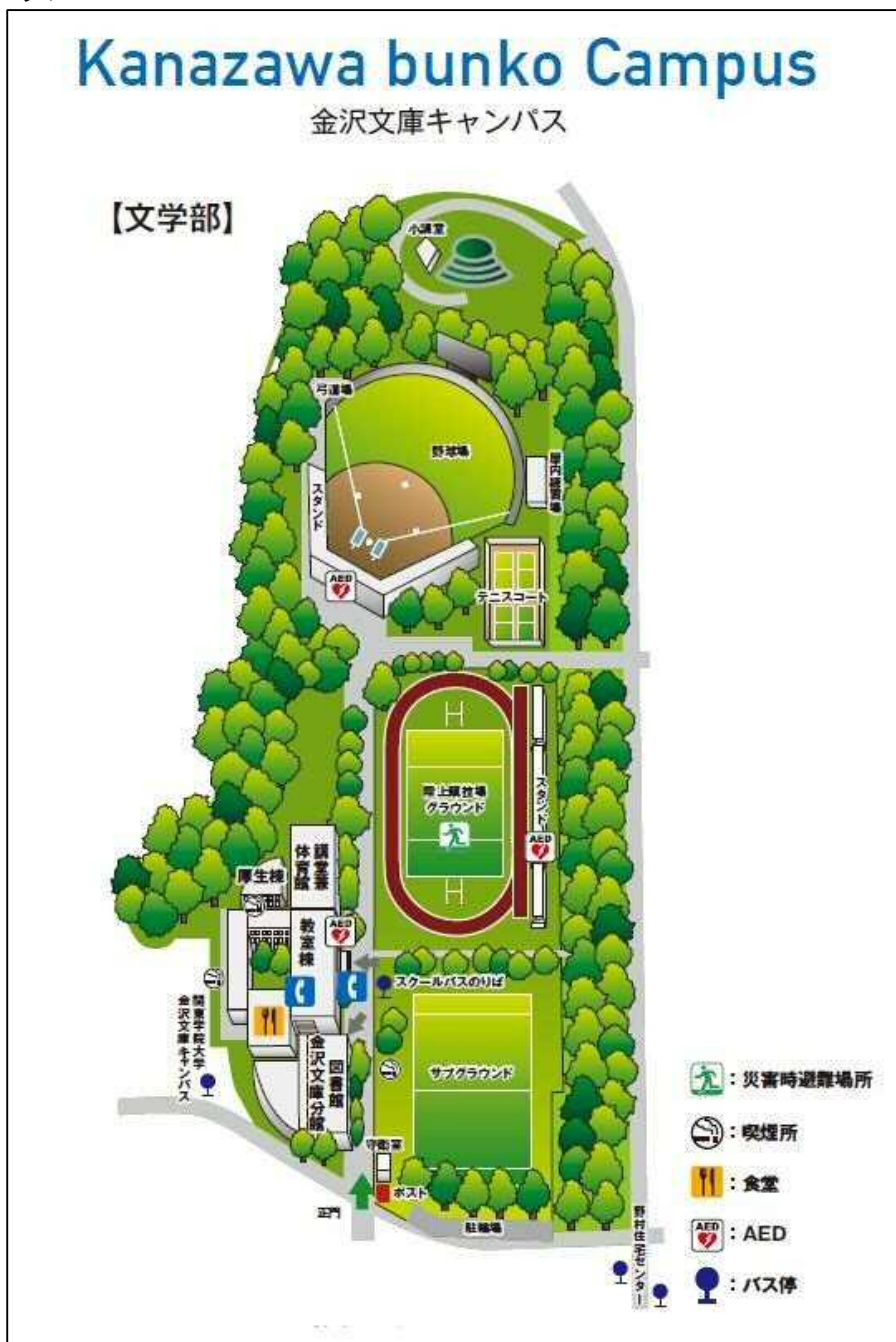 Kanazawa bunko Campus
金沢文庫キャンパス
【文学部】
小講堂
弓道場
野球場
スタンド
屋内練習場
AED
テニスコート
陸上競技場
グラウンド
スタンド
AED
講堂兼
体育館
厚生棟
教室棟
AED
スクールバスのりば
関東学院大学
金沢文庫キャンパス
図書館
金沢文庫分館
サブグラウンド
守衛室
ポスト
正門
駐輪場
野村住宅センター
：災害時避難場所
：喫煙所
：食堂
AED：AED
：バス停